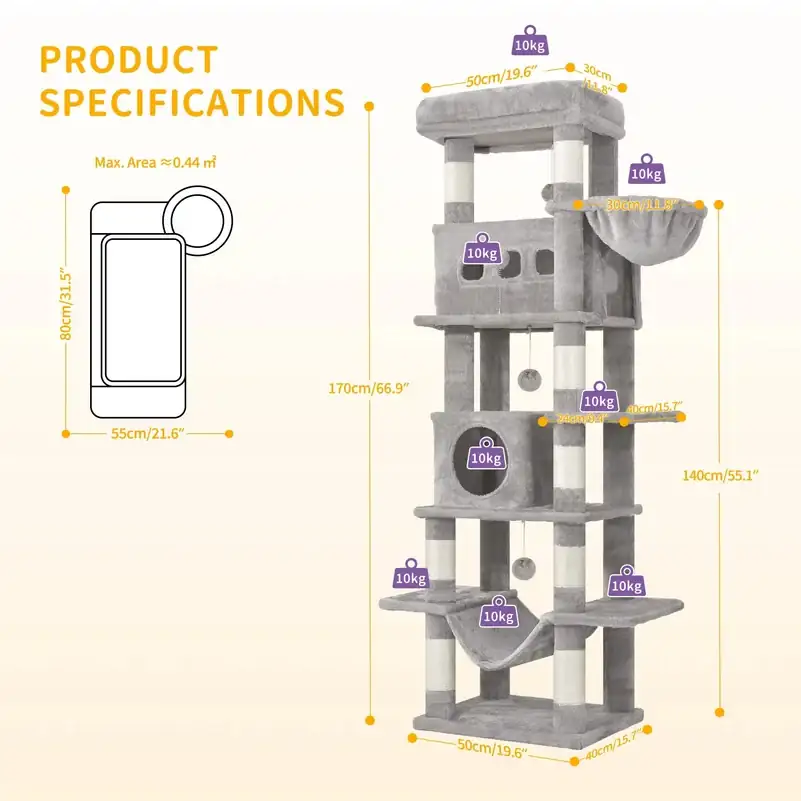 PRODUCT
SPECIFICATIONS
Max. Area ≈0.44 ㎡
80cm/31.5″
55cm/21.6″
10kg
50cm/19.6″
30cm
/11.8″
10kg
30cm/11.8″
10kg
170cm/66.9″
10kg
40cm/15.7″
10kg
140cm/55.1″
10kg
10kg
10kg
50cm/19.6″
40cm/15.7″